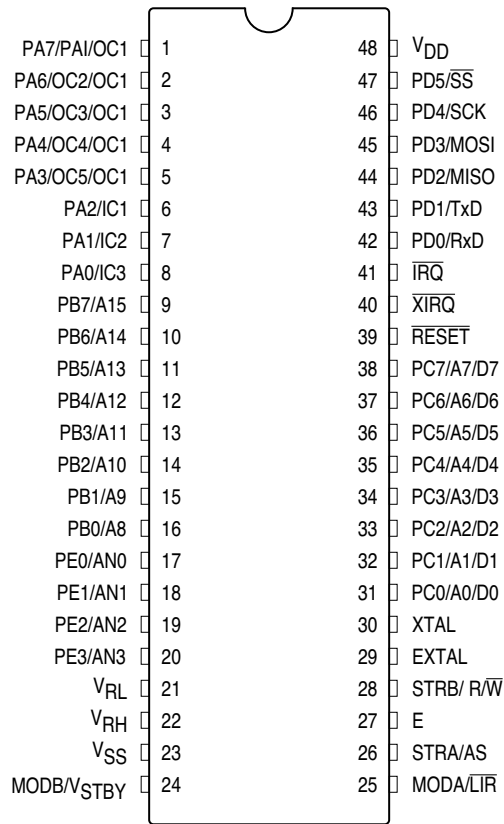 PA7/PAI/OC1 1 48 VDD
PA6/OC2/OC1 2 47 PD5/S̅S̅
PA5/OC3/OC1 3 46 PD4/SCK
PA4/OC4/OC1 4 45 PD3/MOSI
PA3/OC5/OC1 5 44 PD2/MISO
PA2/IC1 6 43 PD1/TxD
PA1/IC2 7 42 PD0/RxD
PA0/IC3 8 41 I̅R̅Q̅
PB7/A15 9 40 X̅I̅R̅Q̅
PB6/A14 10 39 R̅E̅S̅E̅T̅
PB5/A13 11 38 PC7/A7/D7
PB4/A12 12 37 PC6/A6/D6
PB3/A11 13 36 PC5/A5/D5
PB2/A10 14 35 PC4/A4/D4
PB1/A9 15 34 PC3/A3/D3
PB0/A8 16 33 PC2/A2/D2
PE0/AN0 17 32 PC1/A1/D1
PE1/AN1 18 31 PC0/A0/D0
PE2/AN2 19 30 XTAL
PE3/AN3 20 29 EXTAL
VRL 21 28 STRB/ R/W̅
VRH 22 27 E
VSS 23 26 STRA/AS
MODB/VSTBY 24 25 MODA/L̅I̅R̅